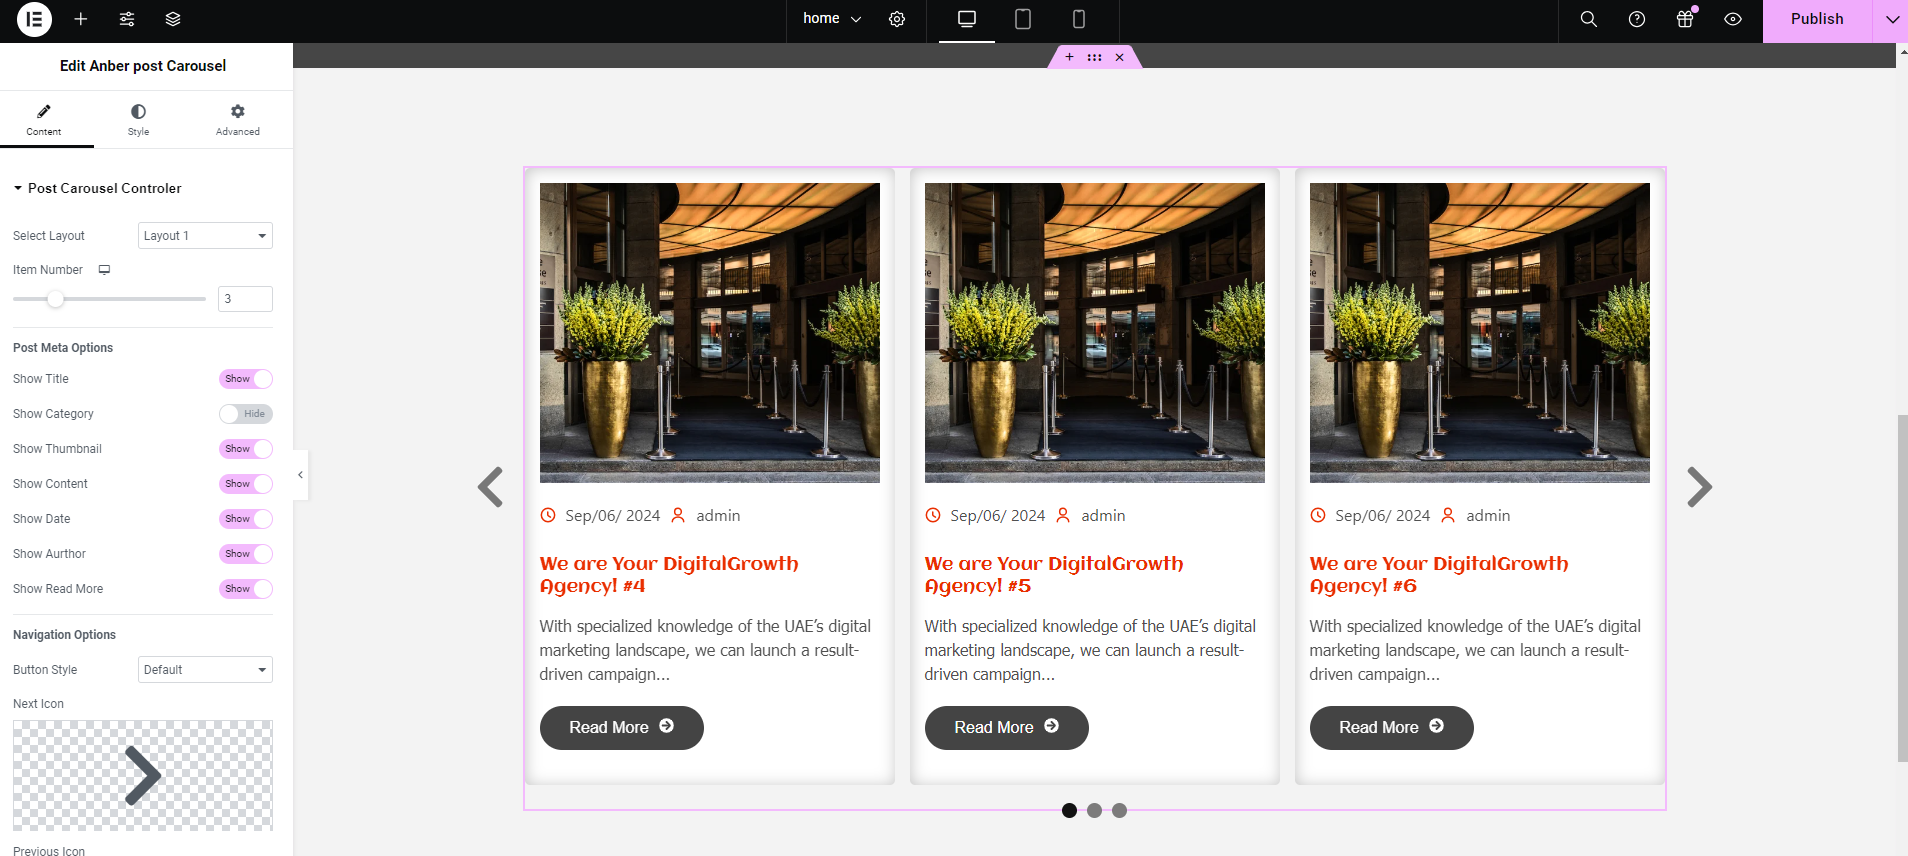 home
Publish
Edit Anber post Carousel
Content
Style
Advanced
Post Carousel Controler
Select Layout
Layout 1
Item Number
3
Post Meta Options
Show Title
Show
Show Category
Hide
Show Thumbnail
Show
Show Content
Show
Show Date
Show
Show Aurthor
Show
Show Read More
Show
Navigation Options
Button Style
Default
Next Icon
Previous Icon
Sep/06/ 2024 admin
We are Your DigitalGrowth
Agency! #4
With specialized knowledge of the UAE’s digital
marketing landscape, we can launch a result-
driven campaign...
Read More
Sep/06/ 2024 admin
We are Your DigitalGrowth
Agency! #5
With specialized knowledge of the UAE’s digital
marketing landscape, we can launch a result-
driven campaign...
Read More
Sep/06/ 2024 admin
We are Your DigitalGrowth
Agency! #6
With specialized knowledge of the UAE’s digital
marketing landscape, we can launch a result-
driven campaign...
Read More